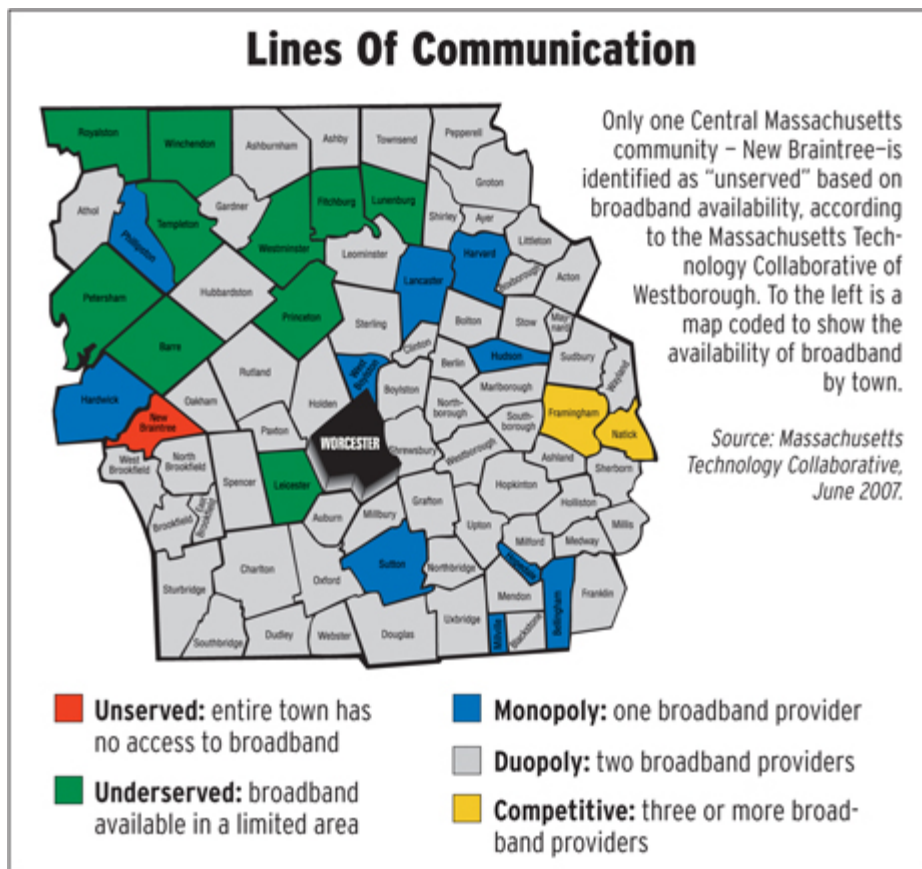 Lines Of Communication
Only one Central Massachusetts
community – New Braintree–is
identified as “unserved” based on
broadband availability, according
to the Massachusetts Tech-
nology Collaborative of
Westborough. To the left is a
map coded to show the
availability of broadband
by town.
Source: Massachusetts
Technology Collaborative,
June 2007.
Royalston
Winchendon
Ashburnham
Ashby
Townsend
Pepperell
Groton
Athol
Phillipston
Templeton
Gardner
Westminster
Fitchburg
Lunenburg
Shirley
Ayer
Littleton
Leominster
Lancaster
Harvard
Boxborough
Acton
Petersham
Hubbardston
Princeton
Sterling
Bolton
Stow
May-
nard
Barre
Clinton
Hudson
Sudbury
Wayland
Rutland
West
Boylston
Berlin
Boylston
Marlborough
Hardwick
Oakham
Holden
North-
borough
South-
borough
Framingham
Natick
New
Braintree
Paxton
WORCESTER
Shrewsbury
Westborough
Ashland
Sherborn
West
Brookfield
North
Brookfield
Spencer
Leicester
Grafton
Hopkinton
Holliston
East
Brookfield
Brookfield
Auburn
Millbury
Upton
Milford
Medway
Millis
Sturbridge
Charlton
Oxford
Sutton
Northbridge
Hopedale
Mendon
Bellingham
Franklin
Southbridge
Dudley
Webster
Douglas
Uxbridge
Millville
Blackstone
Unserved: entire town has
no access to broadband
Underserved: broadband
available in a limited area
Monopoly: one broadband provider
Duopoly: two broadband providers
Competitive: three or more broad-
band providers